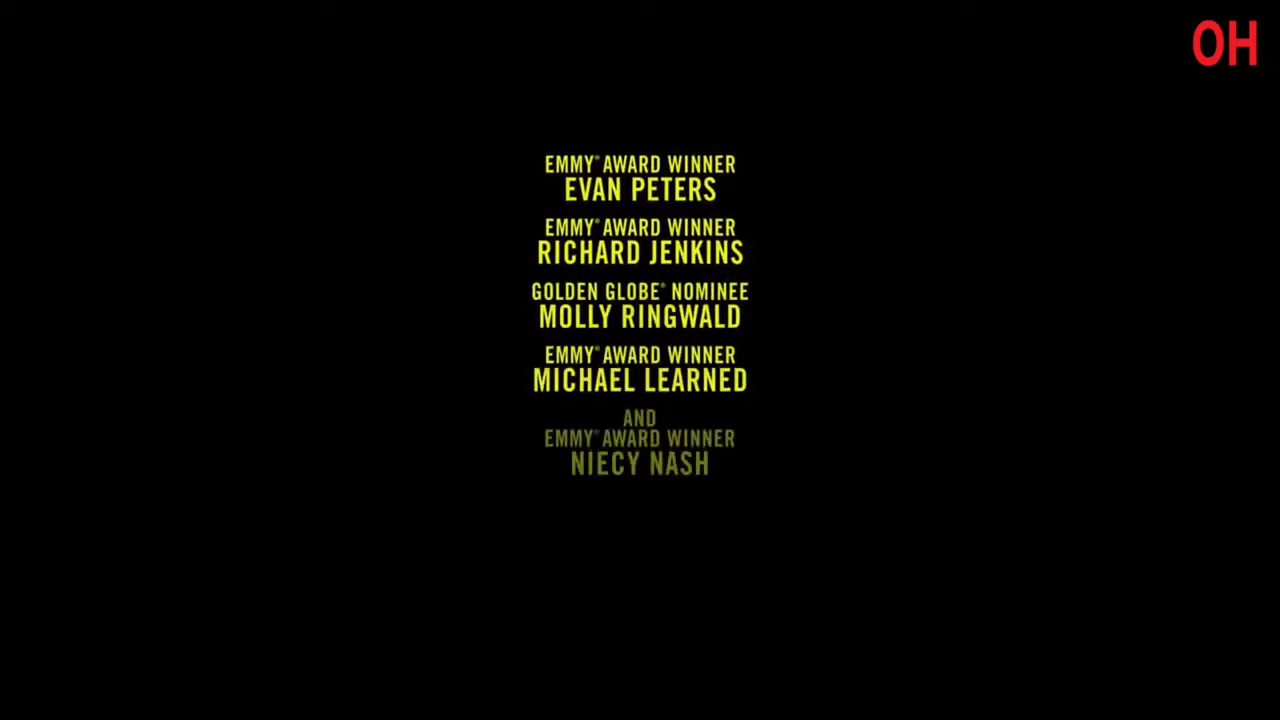 OH
EMMY® AWARD WINNER
EVAN PETERS
EMMY® AWARD WINNER
RICHARD JENKINS
GOLDEN GLOBE® NOMINEE
MOLLY RINGWALD
EMMY® AWARD WINNER
MICHAEL LEARNED
AND
EMMY® AWARD WINNER
NIECY NASH